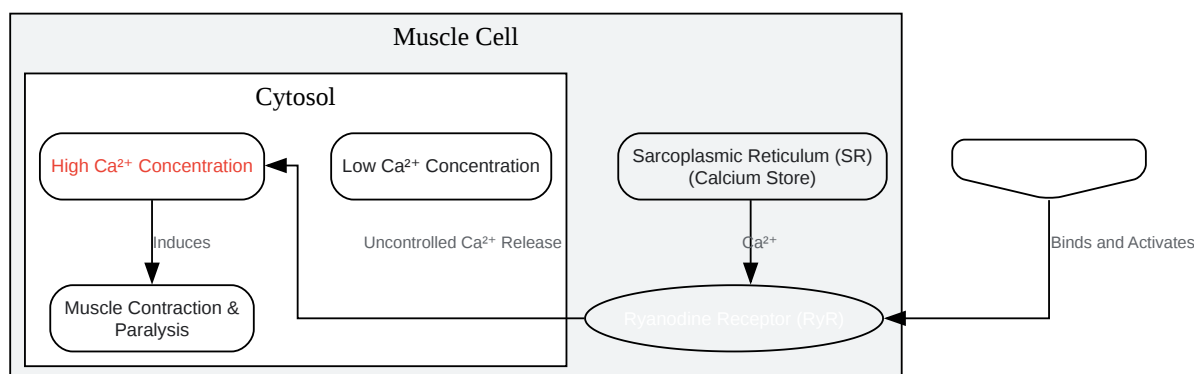 Muscle Cell
Cytosol
High Ca²⁺ Concentration
Low Ca²⁺ Concentration
Sarcoplasmic Reticulum (SR)
(Calcium Store)
Induces
Uncontrolled Ca²⁺ Release
Ca²⁺
Binds and Activates
Muscle Contraction &
Paralysis
Ryanodine Receptor (RyR)